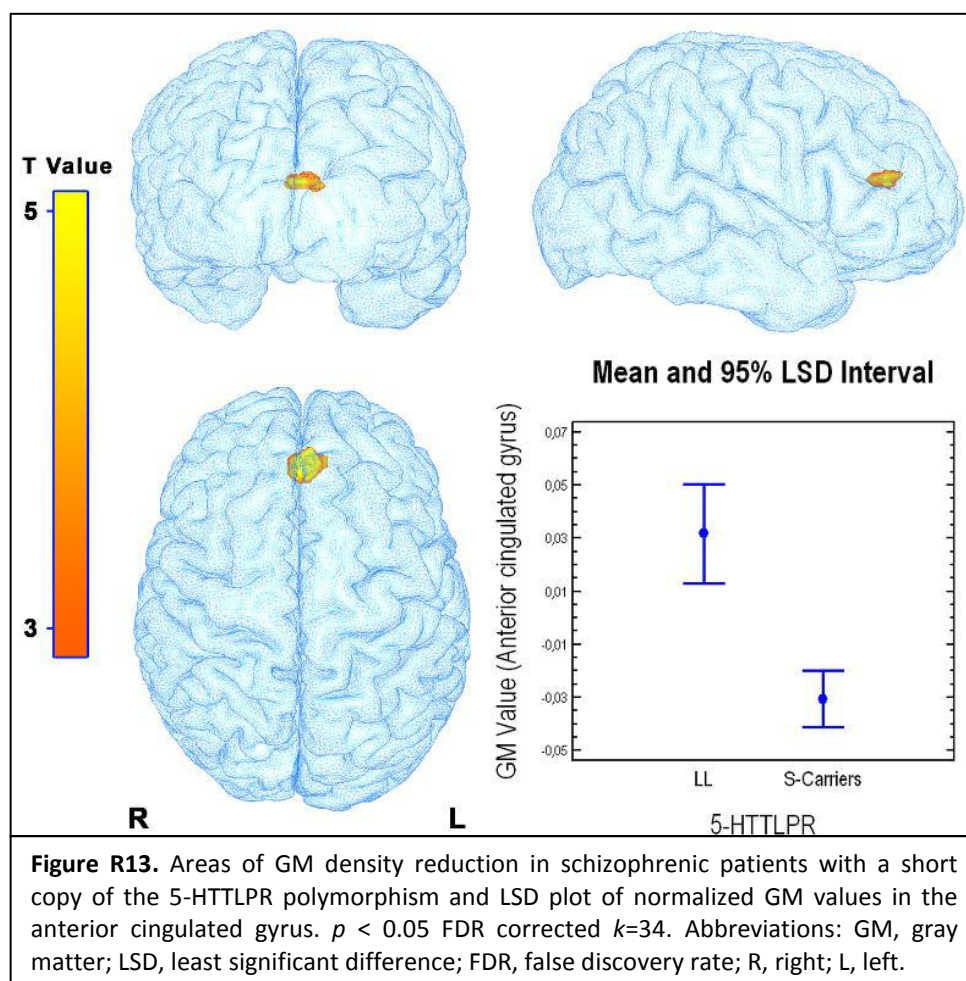 T Value
5
3
R
L
Mean and 95% LSD Interval
GM Value (Anterior cingulated gyrus)
0,07
0,05
0,03
0,01
-0,01
-0,03
-0,05
LL
S-Carriers
5-HTTLPR
Figure R13. Areas of GM density reduction in schizophrenic patients with a short
copy of the 5-HTTLPR polymorphism and LSD plot of normalized GM values in the
anterior cingulated gyrus. p < 0.05 FDR corrected k=34. Abbreviations: GM, gray
matter; LSD, least significant difference; FDR, false discovery rate; R, right; L, left.